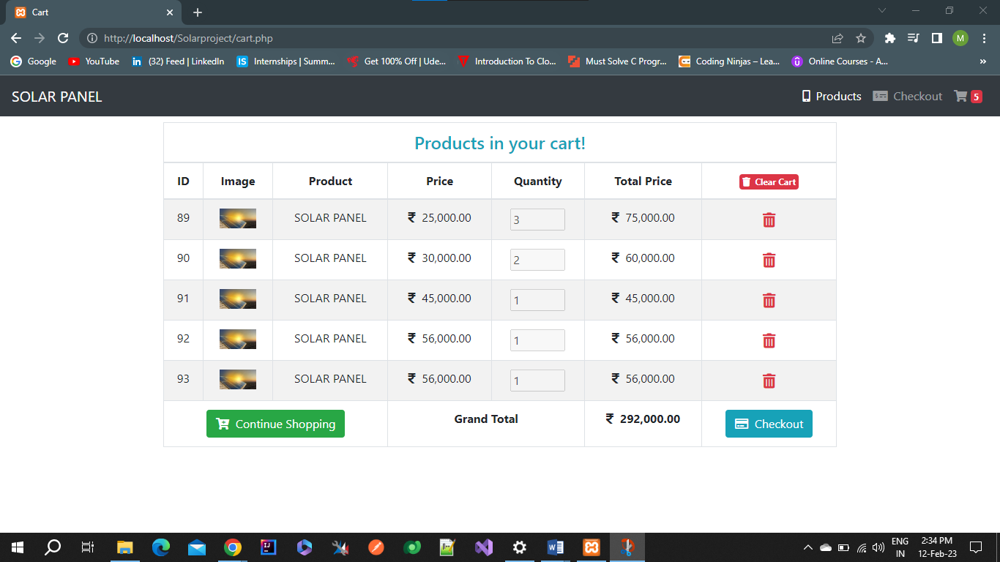 Cart
http://localhost/Solarproject/cart.php
M
Google YouTube (32) Feed | LinkedIn Internships | Summ... Get 100% Off | Ude... Introduction To Clo... Must Solve C Progr... Coding Ninjas – Lea... Online Courses - A... »
SOLAR PANEL Products Checkout 5
Products in your cart!
ID Image Product Price Quantity Total Price Clear Cart
89 SOLAR PANEL ₹ 25,000.00 3 ₹ 75,000.00
90 SOLAR PANEL ₹ 30,000.00 2 ₹ 60,000.00
91 SOLAR PANEL ₹ 45,000.00 1 ₹ 45,000.00
92 SOLAR PANEL ₹ 56,000.00 1 ₹ 56,000.00
93 SOLAR PANEL ₹ 56,000.00 1 ₹ 56,000.00
Continue Shopping Grand Total ₹ 292,000.00 Checkout
ENG 2:34 PM
IN 12-Feb-23